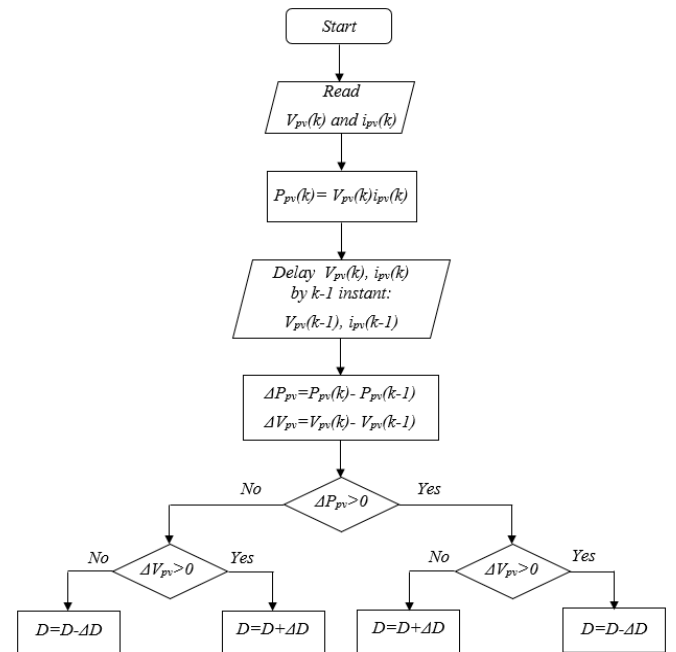 Start
Read
Vpv(k) and ipv(k)
Ppv(k)= Vpv(k)ipv(k)
Delay Vpv(k), ipv(k)
by k-1 instant:
Vpv(k-1), ipv(k-1)
ΔPpv=Ppv(k)- Ppv(k-1)
ΔVpv=Vpv(k)- Vpv(k-1)
No
ΔPpv>0
Yes
No
ΔVpv>0
Yes
No
ΔVpv>0
Yes
D=D-ΔD
D=D+ΔD
D=D+ΔD
D=D-ΔD